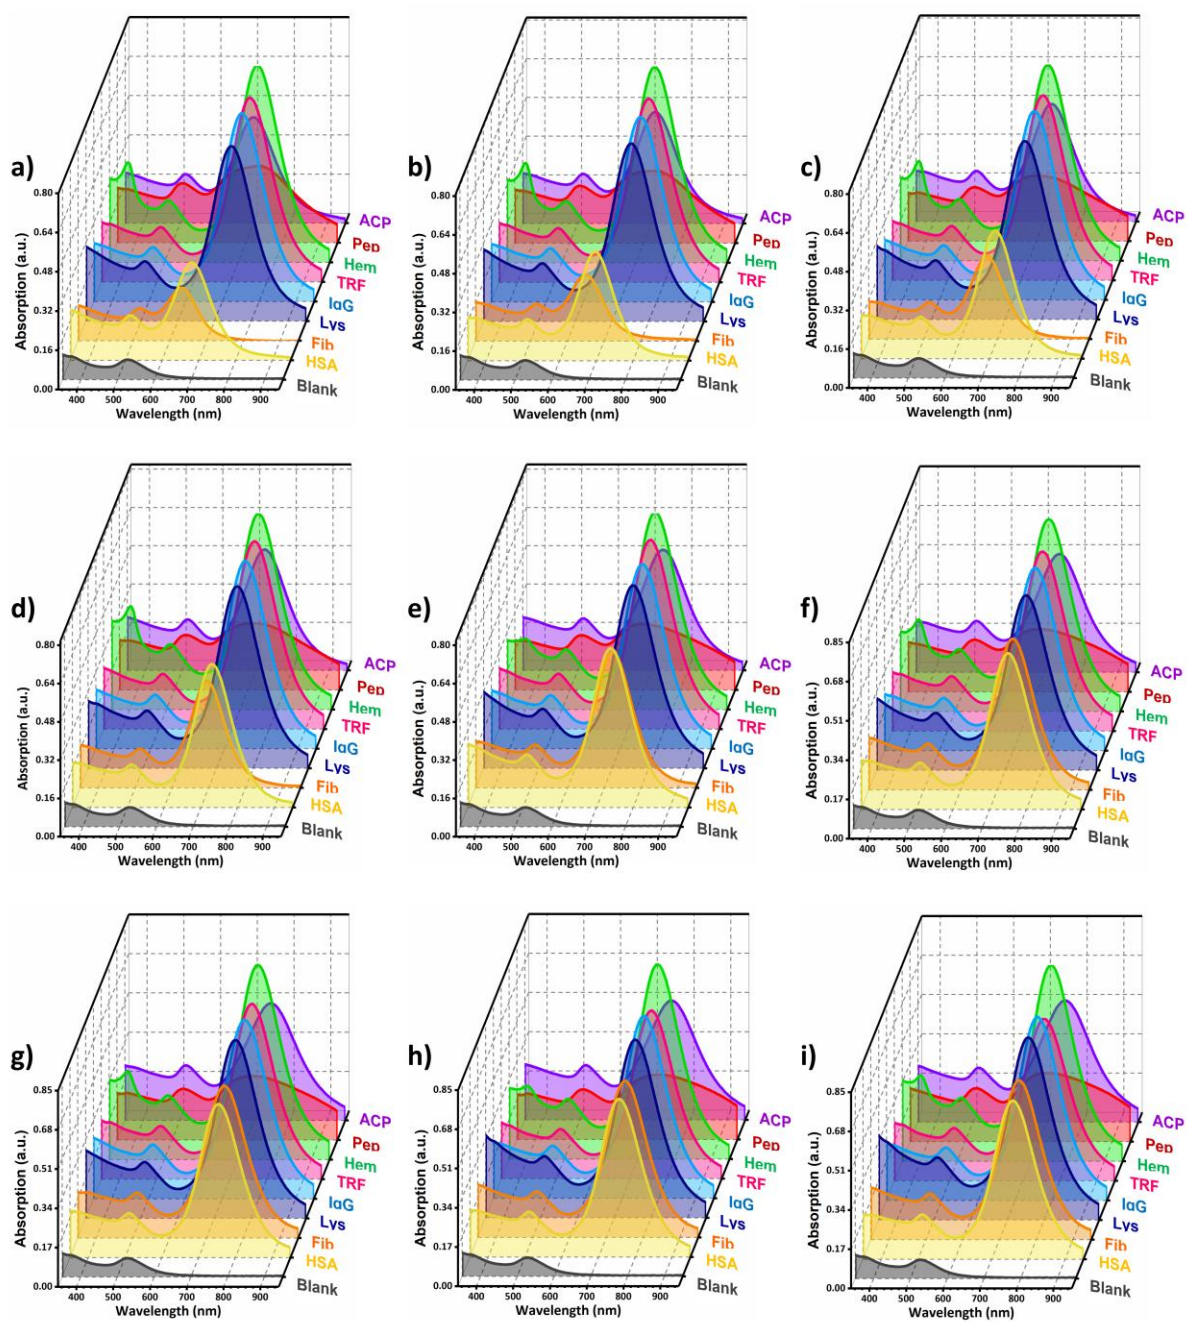 a)
Absorption (a.u.)
0.80
0.64
0.48
0.32
0.16
0.00
400 500 600 700 800 900
Wavelength (nm)
ACP
Pep
Hem
TRF
IgG
Lys
Fib
HSA
Blank
b)
Absorption (a.u.)
0.80
0.64
0.48
0.32
0.16
0.00
400 500 600 700 800 900
Wavelength (nm)
ACP
Pep
Hem
TRF
IgG
Lys
Fib
HSA
Blank
c)
Absorption (a.u.)
0.80
0.64
0.48
0.32
0.16
0.00
400 500 600 700 800 900
Wavelength (nm)
ACP
Pep
Hem
TRF
IgG
Lys
Fib
HSA
Blank
d)
Absorption (a.u.)
0.80
0.64
0.48
0.32
0.16
0.00
400 500 600 700 800 900
Wavelength (nm)
ACP
Pep
Hem
TRF
IgG
Lys
Fib
HSA
Blank
e)
Absorption (a.u.)
0.80
0.64
0.48
0.32
0.16
0.00
400 500 600 700 800 900
Wavelength (nm)
ACP
Pep
Hem
TRF
IgG
Lys
Fib
HSA
Blank
f)
Absorption (a.u.)
0.85
0.68
0.51
0.34
0.17
0.00
400 500 600 700 800 900
Wavelength (nm)
ACP
Pep
Hem
TRF
IgG
Lys
Fib
HSA
Blank
g)
Absorption (a.u.)
0.85
0.68
0.51
0.34
0.17
0.00
400 500 600 700 800 900
Wavelength (nm)
ACP
Pep
Hem
TRF
IgG
Lys
Fib
HSA
Blank
h)
Absorption (a.u.)
0.85
0.68
0.51
0.34
0.17
0.00
400 500 600 700 800 900
Wavelength (nm)
ACP
Pep
Hem
TRF
IgG
Lys
Fib
HSA
Blank
i)
Absorption (a.u.)
0.85
0.68
0.51
0.34
0.17
0.00
400 500 600 700 800 900
Wavelength (nm)
ACP
Pep
Hem
TRF
IgG
Lys
Fib
HSA
Blank